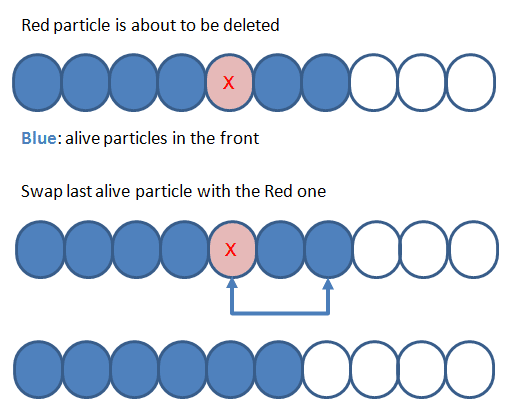 Red particle is about to be deleted
X
Blue: alive particles in the front
Swap last alive particle with the Red one
X